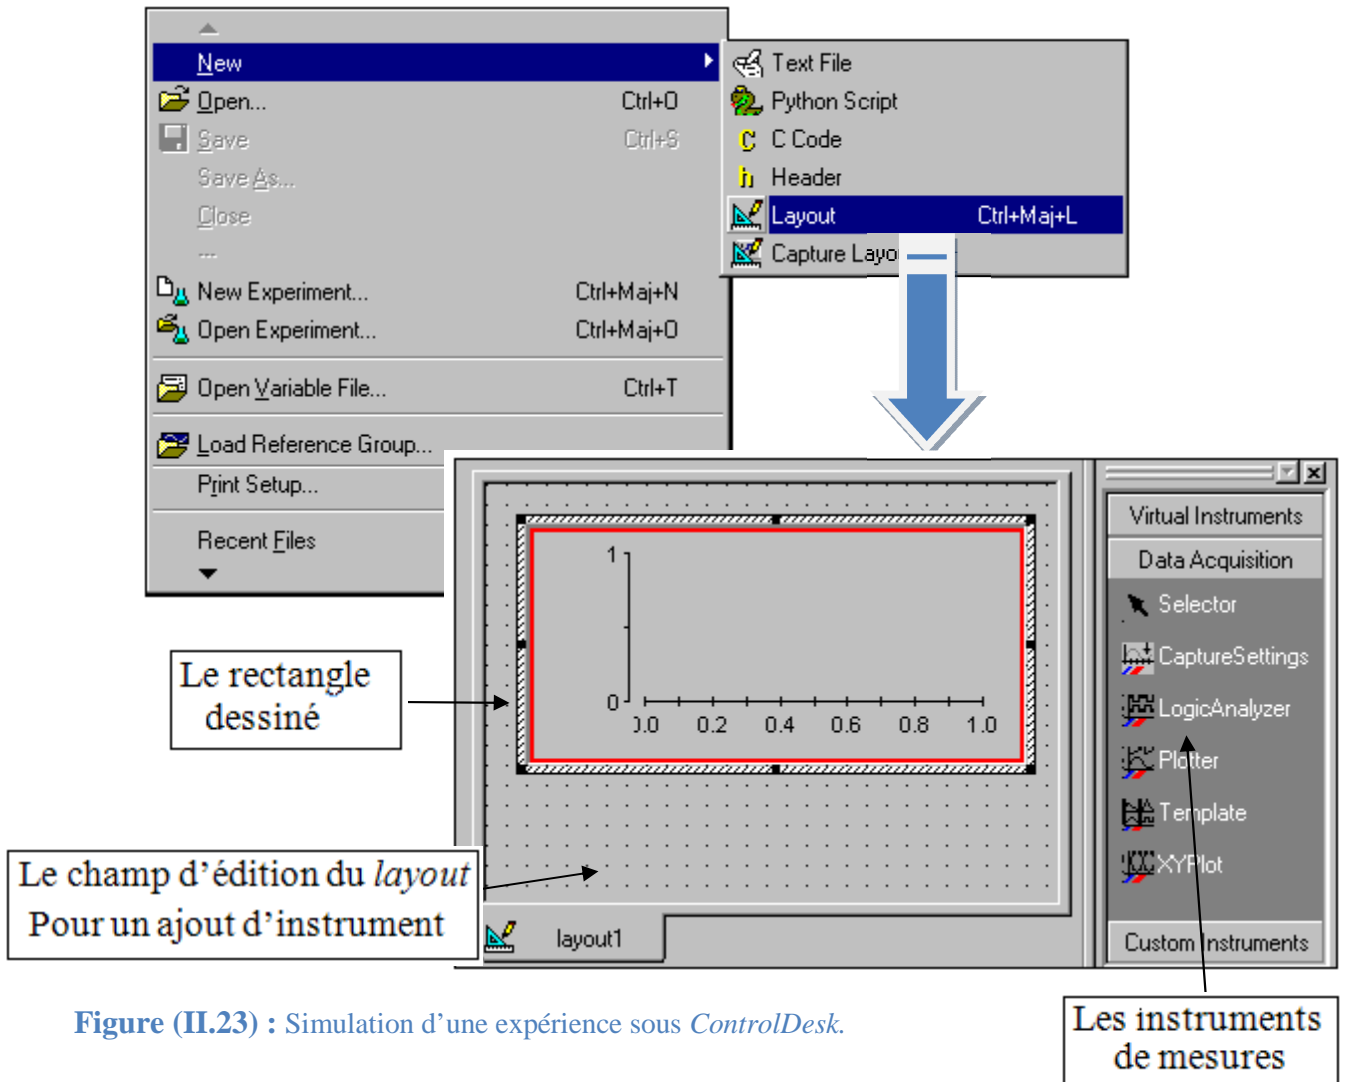 New
Open... Ctrl+O
Save Ctrl+S
Save As...
Close
...
New Experiment... Ctrl+Maj+N
Open Experiment... Ctrl+Maj+O
Open Variable File... Ctrl+T
Load Reference Group...
Print Setup...
Recent Files
Text File
Python Script
C Code
Header
Layout Ctrl+Maj+L
Capture
Virtual Instruments
Data Acquisition
Selector
CaptureSettings
LogicAnalyzer
Plotter
Template
XYPlot
Custom Instruments
1
0
0.0 0.2 0.4 0.6 0.8 1.0
layout1
Le rectangle
dessiné
Le champ d'édition du layout
Pour un ajout d'instrument
Les instruments
de mesures
Figure (II.23) : Simulation d'une expérience sous ControlDesk.